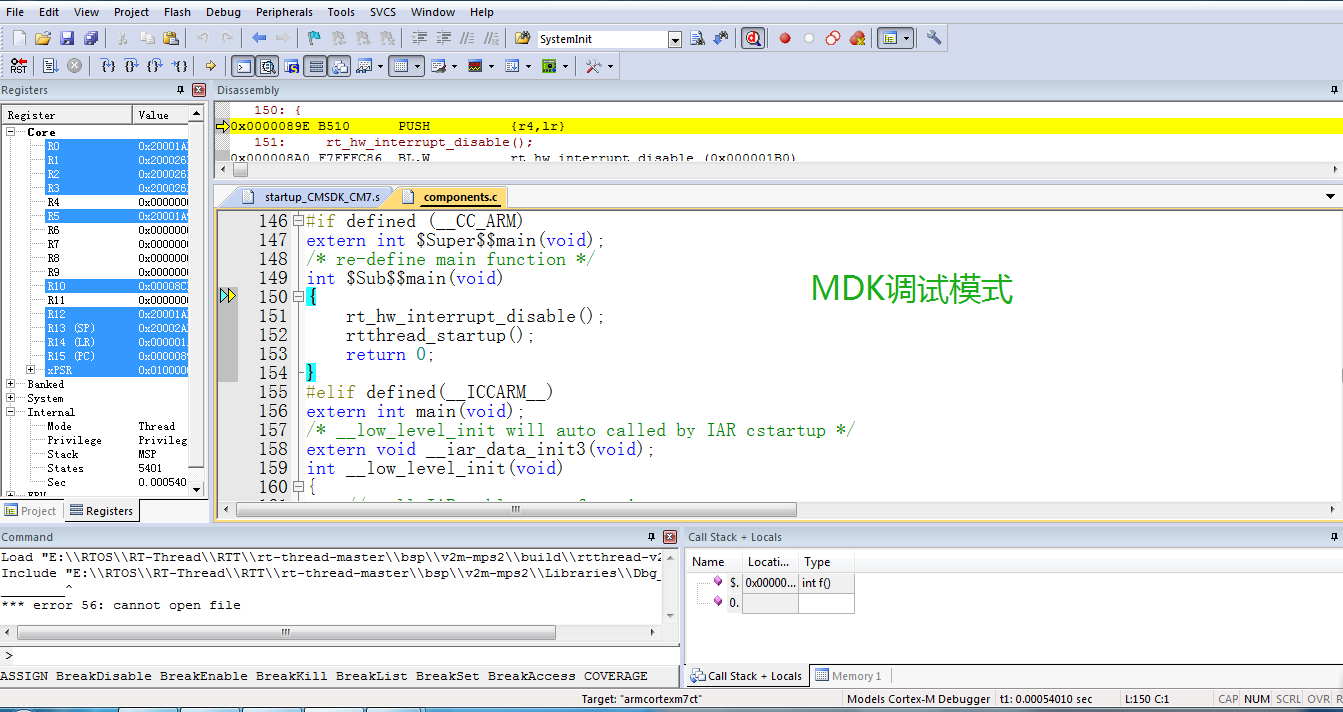 File Edit View Project Flash Debug Peripherals Tools SVCS Window Help
SystemInit
RST
Registers
Register Value
Core
R0 0x20001A
R1 0x200026
R2 0x200026
R3 0x200026
R4 0x000000
R5 0x20001A
R6 0x000000
R7 0x000000
R8 0x000000
R9 0x000000
R10 0x00008C
R11 0x000000
R12 0x20001A
R13 (SP) 0x20002A
R14 (LR) 0x000001
R15 (PC) 0x000089
xPSR 0x010000
Banked
System
Internal
Mode Thread
Privilege Privileg
Stack MSP
States 5401
Sec 0.000540
Project Registers
Disassembly
150: {
0x0000089E B510 PUSH {r4,lr}
151: rt_hw_interrupt_disable();
0x000008A0 F7FFFC86 BL.W rt_hw_interrupt_disable (0x000001B0)
startup_CMSDK_CM7.s components.c
146 #if defined (__CC_ARM)
147 extern int $Super$$main(void);
148 /* re-define main function */
149 int $Sub$$main(void)
150 {
151 rt_hw_interrupt_disable();
152 rtthread_startup();
153 return 0;
154 }
155 #elif defined(__ICCARM__)
156 extern int main(void);
157 /* __low_level_init will auto called by IAR cstartup */
158 extern void __iar_data_init3(void);
159 int __low_level_init(void)
160 {
MDK调试模式
Command
Load "E:\\RTOS\\RT-Thread\\RTT\\rt-thread-master\\bsp\\v2m-mps2\\build\\rtthread-v2
Include "E:\\RTOS\\RT-Thread\\RTT\\rt-thread-master\\bsp\\v2m-mps2\\Libraries\\Dbg_
________^
*** error 56: cannot open file
>
ASSIGN BreakDisable BreakEnable BreakKill BreakList BreakSet BreakAccess COVERAGE
Call Stack + Locals
Name Locati... Type
$. 0x00000... int f()
0.
Call Stack + Locals Memory 1
Target: "armcortexm7ct" Models Cortex-M Debugger t1: 0.00054010 sec L:150 C:1 CAP NUM SCRL OVR R